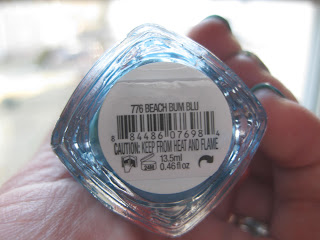 776 BEACH BUM BLU
8 84486 07698 4
CAUTION: KEEP FROM HEAT AND FLAME
24M
13.5ml
0.46 fl oz